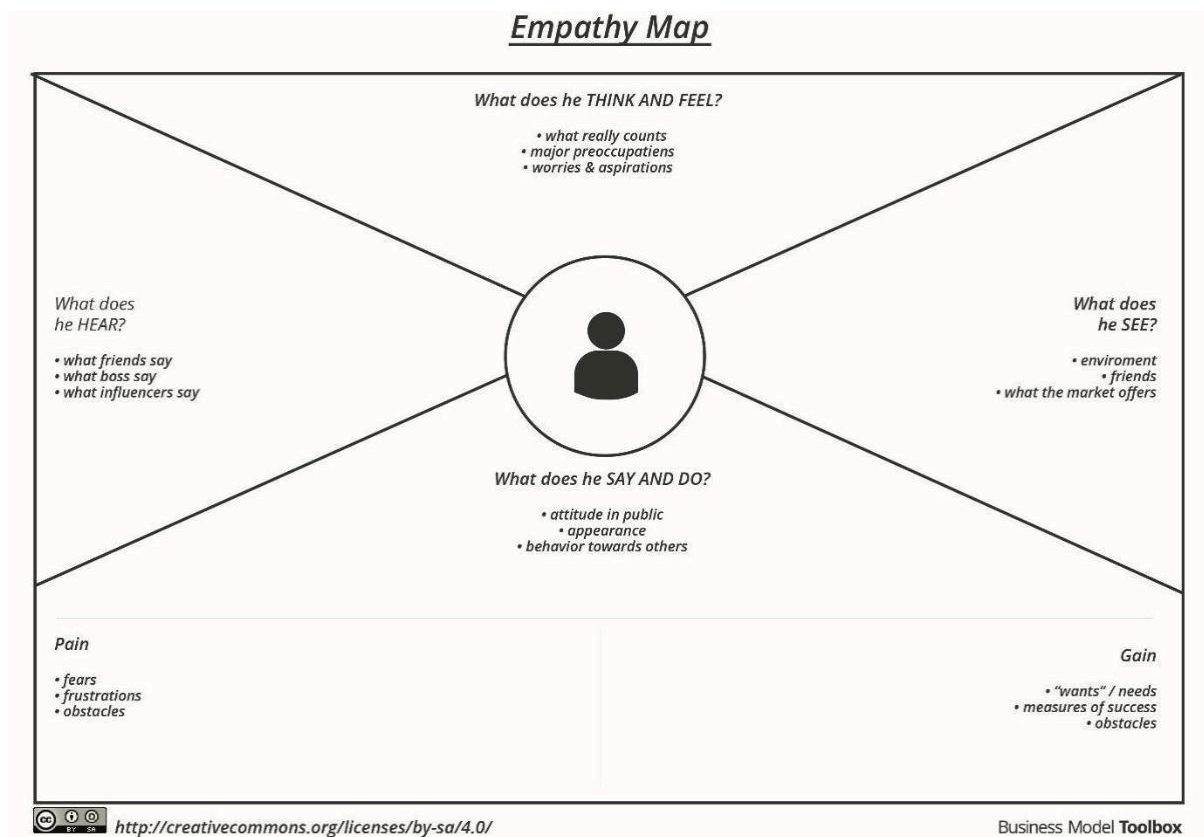 Empathy Map
What does he THINK AND FEEL?
• what really counts
• major preoccupatiens
• worries & aspirations
What does
he HEAR?
• what friends say
• what boss say
• what influencers say
What does
he SEE?
• enviroment
• friends
• what the market offers
What does he SAY AND DO?
• attitude in public
• appearance
• behavior towards others
Pain
• fears
• frustrations
• obstacles
Gain
• “wants” / needs
• measures of success
• obstacles
cc BY SA
http://creativecommons.org/licenses/by-sa/4.0/
Business Model Toolbox